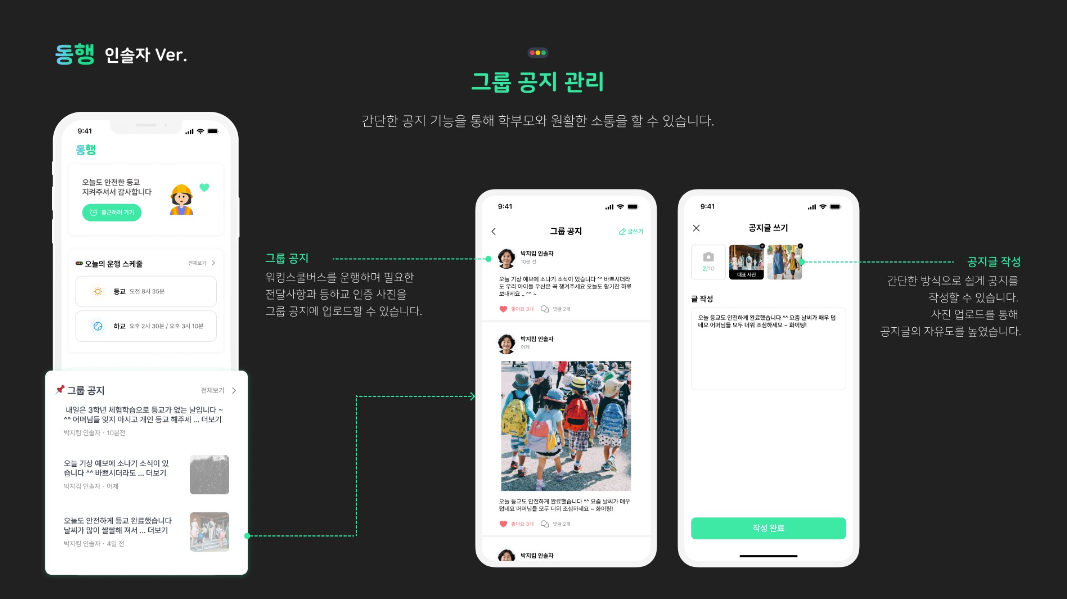 동행 인솔자 Ver.
그룹 공지 관리
간단한 공지 기능을 통해 학부모와 원활한 소통을 할 수 있습니다.
9:41
동행
오늘도 안전한 등교
지켜주셔서 감사합니다
출근하러 가기
오늘의 운행 스케줄
전체보기
등교 오전 8시 35분
하교 오후 2시 30분 / 오후 3시 10분
그룹 공지
전체보기
내일은 3학년 체험학습으로 등교가 없는 날입니다 ~
^^ 어머님들 잊지 마시고 개인 등교 해주세 ... 더보기
박지킴 인솔자 · 10분전
오늘 기상 예보에 소나기 소식이 있
습니다 ^^ 바쁘시더라도 ... 더보기
박지킴 인솔자 · 어제
오늘도 안전하게 등교 완료했습니다
날씨가 많이 쌀쌀해 져서 ... 더보기
박지킴 인솔자 · 4일 전
그룹 공지
워킹스쿨버스를 운행하며 필요한
전달사항과 등하교 인증 사진을
그룹 공지에 업로드할 수 있습니다.
9:41
그룹 공지
글쓰기
박지킴 인솔자
10분 전
오늘 기상 예보에 소나기 소식이 있습니다 ^^ 바쁘시더라
도 우리 아이들 우산은 꼭 챙겨주시고 오늘도 활기찬 하루
보내세요 ~ ^ ~
좋아요 3개
댓글 2개
박지킴 인솔자
어제
오늘 등교도 안전하게 완료했습니다 ^^ 요즘 날씨가 매우
덥네요 어머님들 모두 더위 조심하세요 ~ 화이팅!
좋아요 3개
댓글 2개
박지킴 인솔자
9:41
공지글 쓰기
2/10
대표 사진
글 작성
오늘 등교도 안전하게 완료했습니다 ^^ 요즘 날씨가 매우 덥
네요 어머님들 모두 더위 조심하세요 ~ 화이팅!
작성 완료
공지글 작성
간단한 방식으로 쉽게 공지를
작성할 수 있습니다.
사진 업로드를 통해
공지글의 자유도를 높였습니다.